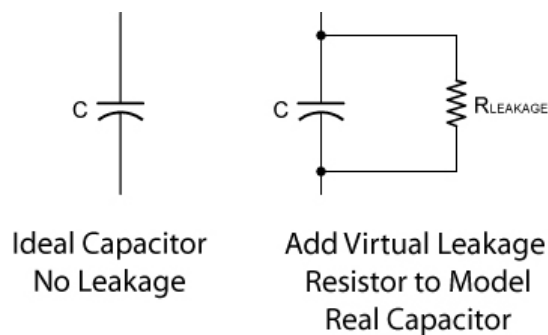 C
C
RLEAKAGE
Ideal Capacitor
No Leakage
Add Virtual Leakage
Resistor to Model
Real Capacitor